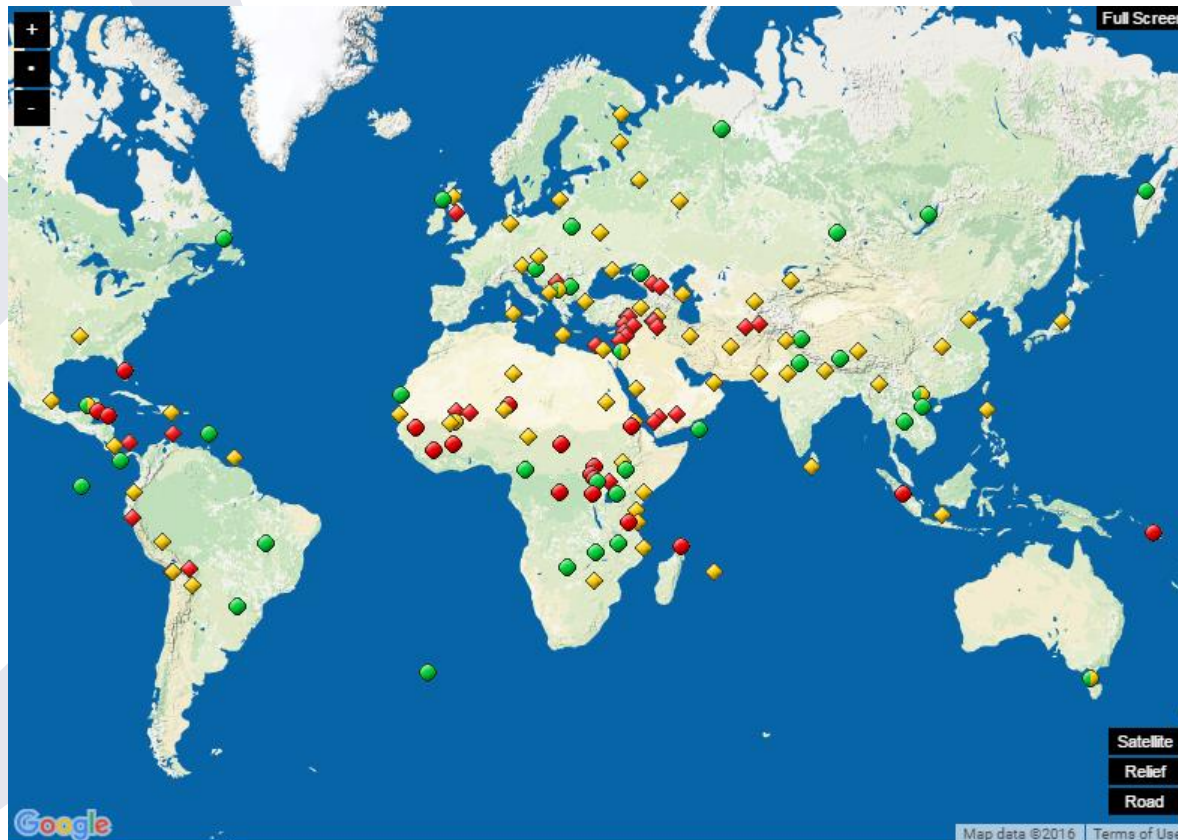 +
Full Screen
-
Satellite
Relief
Road
Google
Map data ©2016
Terms of Use